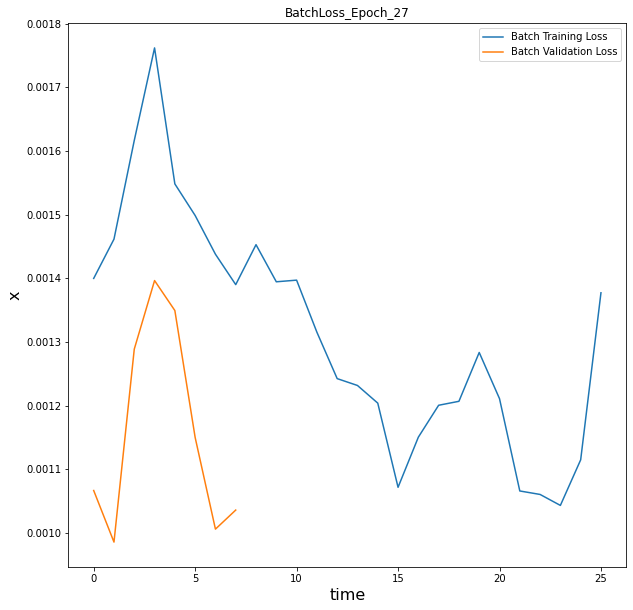 BatchLoss_Epoch_27
Batch Training Loss
Batch Validation Loss
0.0018
0.0017
0.0016
0.0015
0.0014
0.0013
0.0012
0.0011
0.0010
x
0 5 10 15 20 25
time